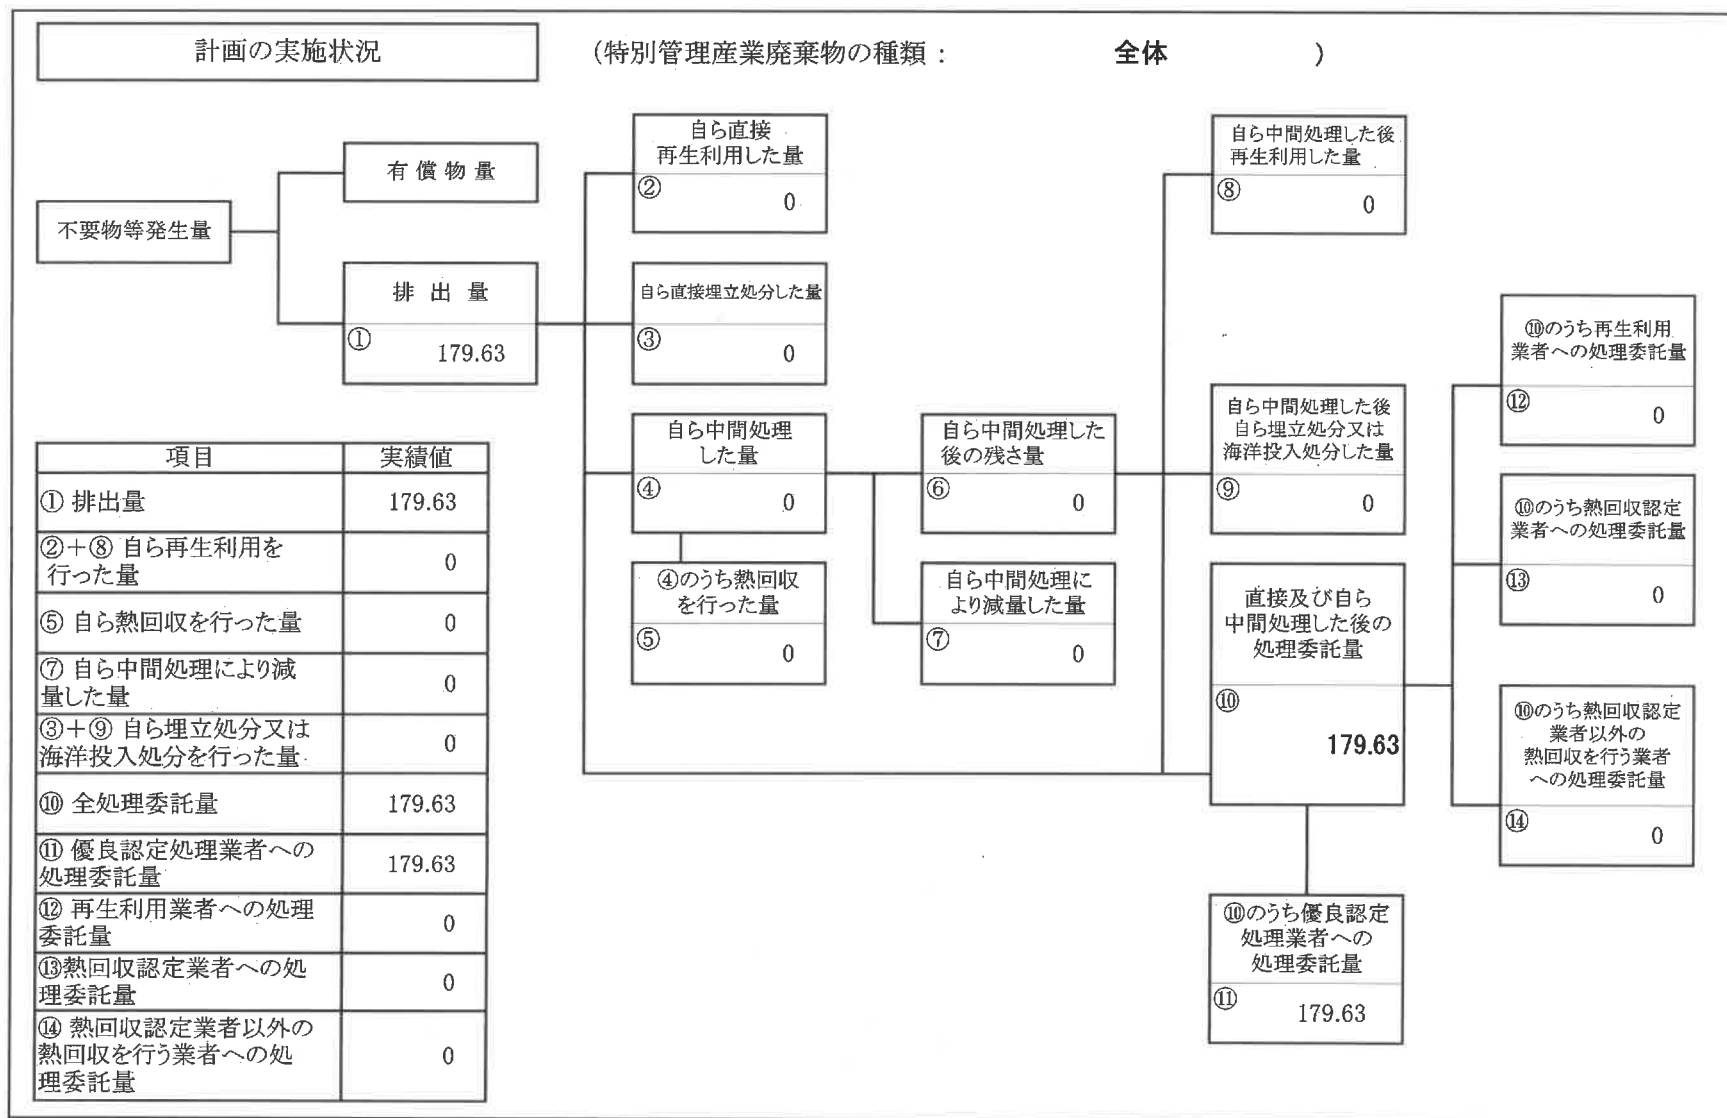 計画の実施状況
(特別管理産業廃棄物の種類： 全体 )
不要物等発生量
有償物量
排出量
①
179.63
自ら直接
再生利用した量
②
0
自ら直接埋立処分した量
③
0
自ら中間処理
した量
④
0
④のうち熱回収
を行った量
⑤
0
自ら中間処理した
後の残さ量
⑥
0
自ら中間処理に
より減量した量
⑦
0
自ら中間処理した後
再生利用した量
⑧
0
自ら中間処理した後
自ら埋立処分又は
海洋投入処分した量
⑨
0
直接及び自ら
中間処理した後の
処理委託量
⑩
179.63
⑩のうち優良認定
処理業者への
処理委託量
⑪
179.63
⑩のうち再生利用
業者への処理委託量
⑫
0
⑩のうち熱回収認定
業者への処理委託量
⑬
0
⑩のうち熱回収認定
業者以外の
熱回収を行う業者
への処理委託量
⑭
0
項目 実績値
① 排出量 179.63
②＋⑧ 自ら再生利用を
行った量 0
⑤ 自ら熱回収を行った量 0
⑦ 自ら中間処理により減
量した量 0
③＋⑨ 自ら埋立処分又は
海洋投入処分を行った量 0
⑩ 全処理委託量 179.63
⑪ 優良認定処理業者への
処理委託量 179.63
⑫ 再生利用業者への処理
委託量 0
⑬熱回収認定業者への処
理委託量 0
⑭ 熱回収認定業者以外の
熱回収を行う業者への処
理委託量 0